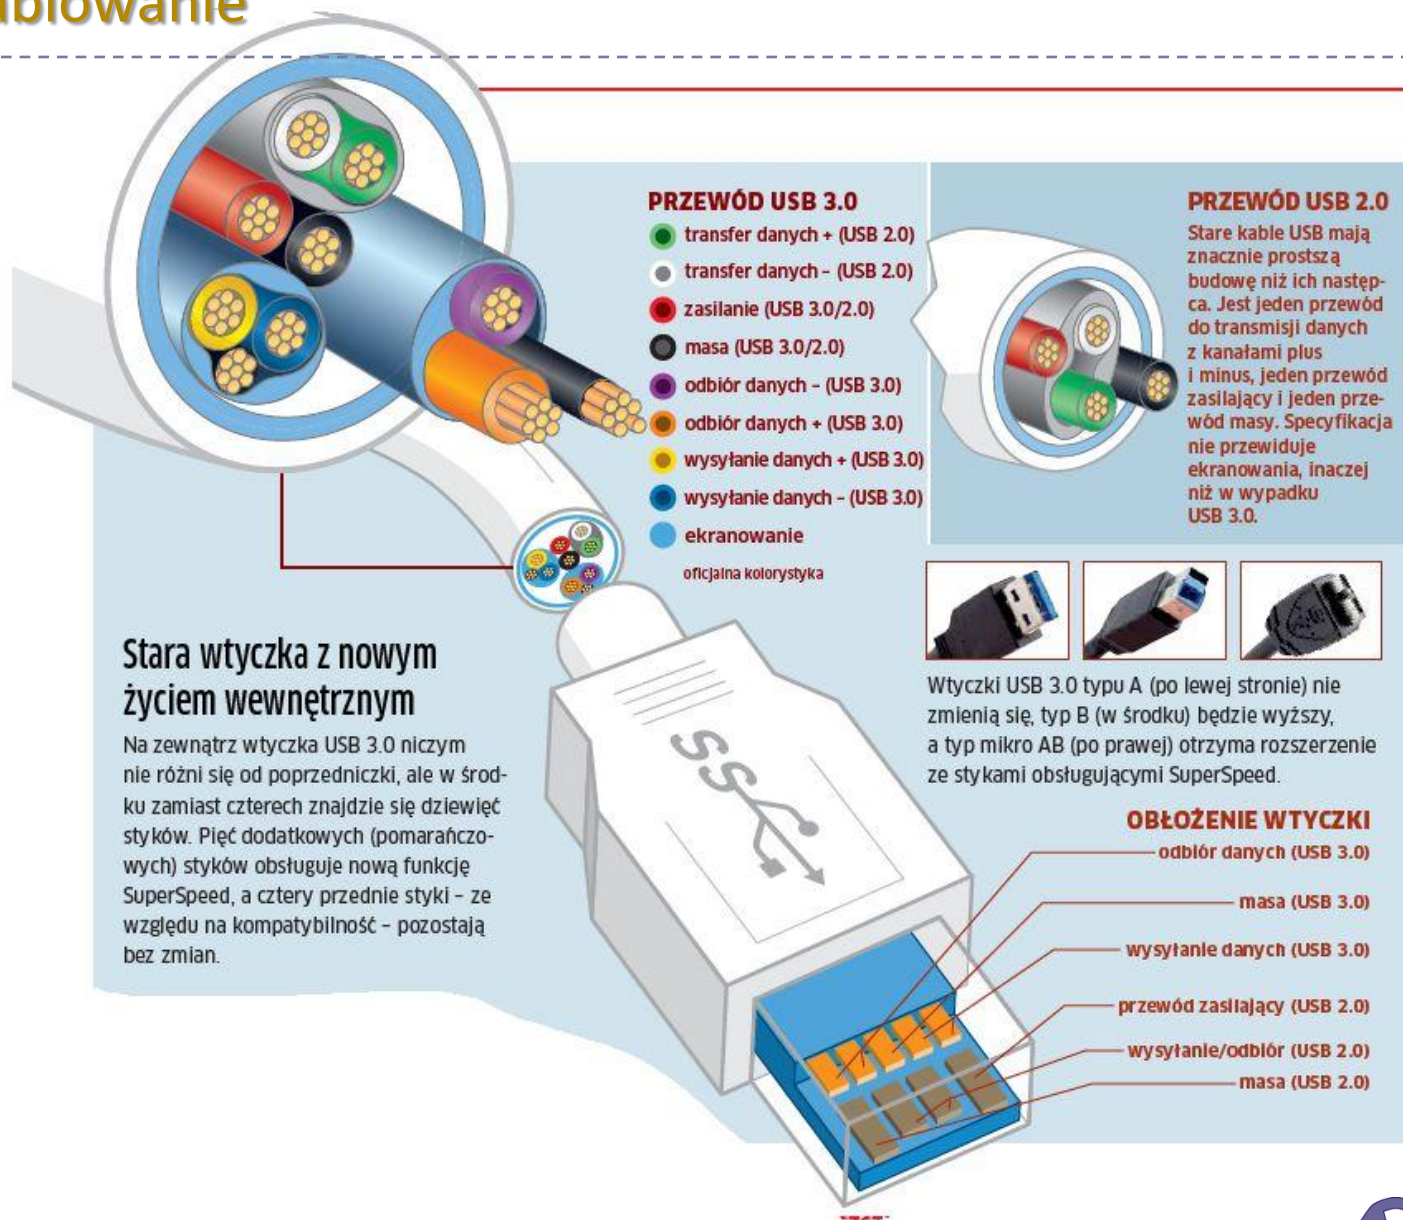 PRZEWÓD USB 3.0
transfer danych + (USB 2.0)
transfer danych - (USB 2.0)
zasilanie (USB 3.0/2.0)
masa (USB 3.0/2.0)
odbiór danych - (USB 3.0)
odbiór danych + (USB 3.0)
wysyłanie danych + (USB 3.0)
wysyłanie danych - (USB 3.0)
ekranowanie
oficjalna kolorystyka
PRZEWÓD USB 2.0
Stare kable USB mają
znacznie prostszą
budowę niż ich następ-
ca. Jest jeden przewód
do transmisji danych
z kanałami plus
i minus, jeden przewód
zasilający i jeden prze-
wód masy. Specyfikacja
nie przewiduje
ekranowania, inaczej
niż w wypadku
USB 3.0.
Stara wtyczka z nowym
życiem wewnętrznym
Na zewnątrz wtyczka USB 3.0 niczym
nie różni się od poprzedniczki, ale w środ-
ku zamiast czterech znajdzie się dziewięć
styków. Pięć dodatkowych (pomarańczo-
wych) styków obsługuje nową funkcję
SuperSpeed, a cztery przednie styki - ze
względu na kompatybilność - pozostają
bez zmian.
SS
Wtyczki USB 3.0 typu A (po lewej stronie) nie
zmienią się, typ B (w środku) będzie wyższy,
a typ mikro AB (po prawej) otrzyma rozszerzenie
ze stykami obsługującymi SuperSpeed.
OBŁOŻENIE WTYCZKI
odbiór danych (USB 3.0)
masa (USB 3.0)
wysyłanie danych (USB 3.0)
przewód zasilający (USB 2.0)
wysyłanie/odbiór (USB 2.0)
masa (USB 2.0)